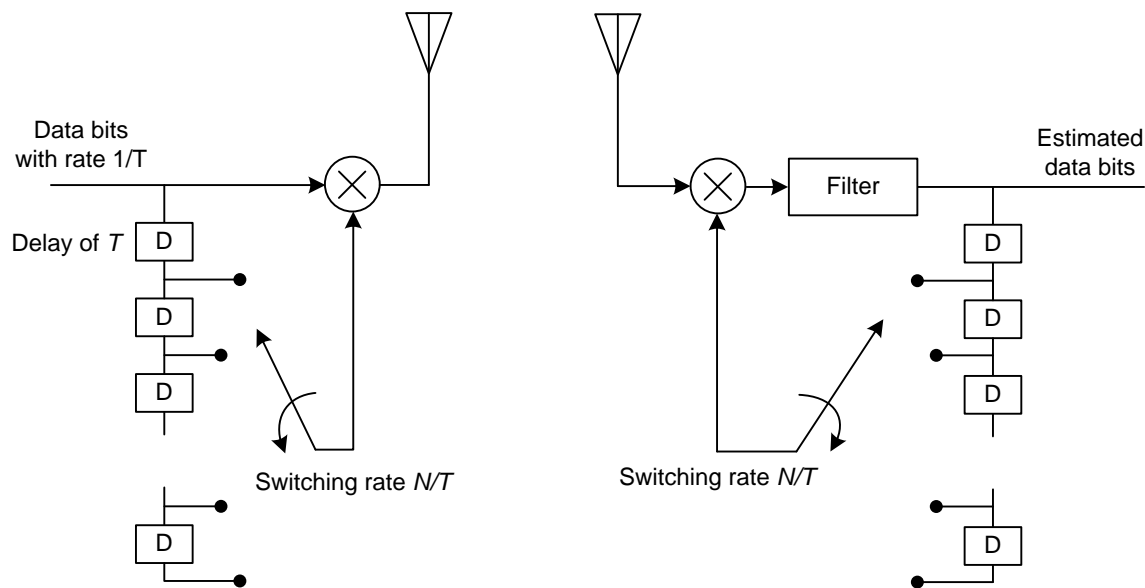 Data bits
with rate 1/T
Delay of T
D
D
D
D
Switching rate N/T
Filter
Estimated
data bits
D
D
D
D
Switching rate N/T